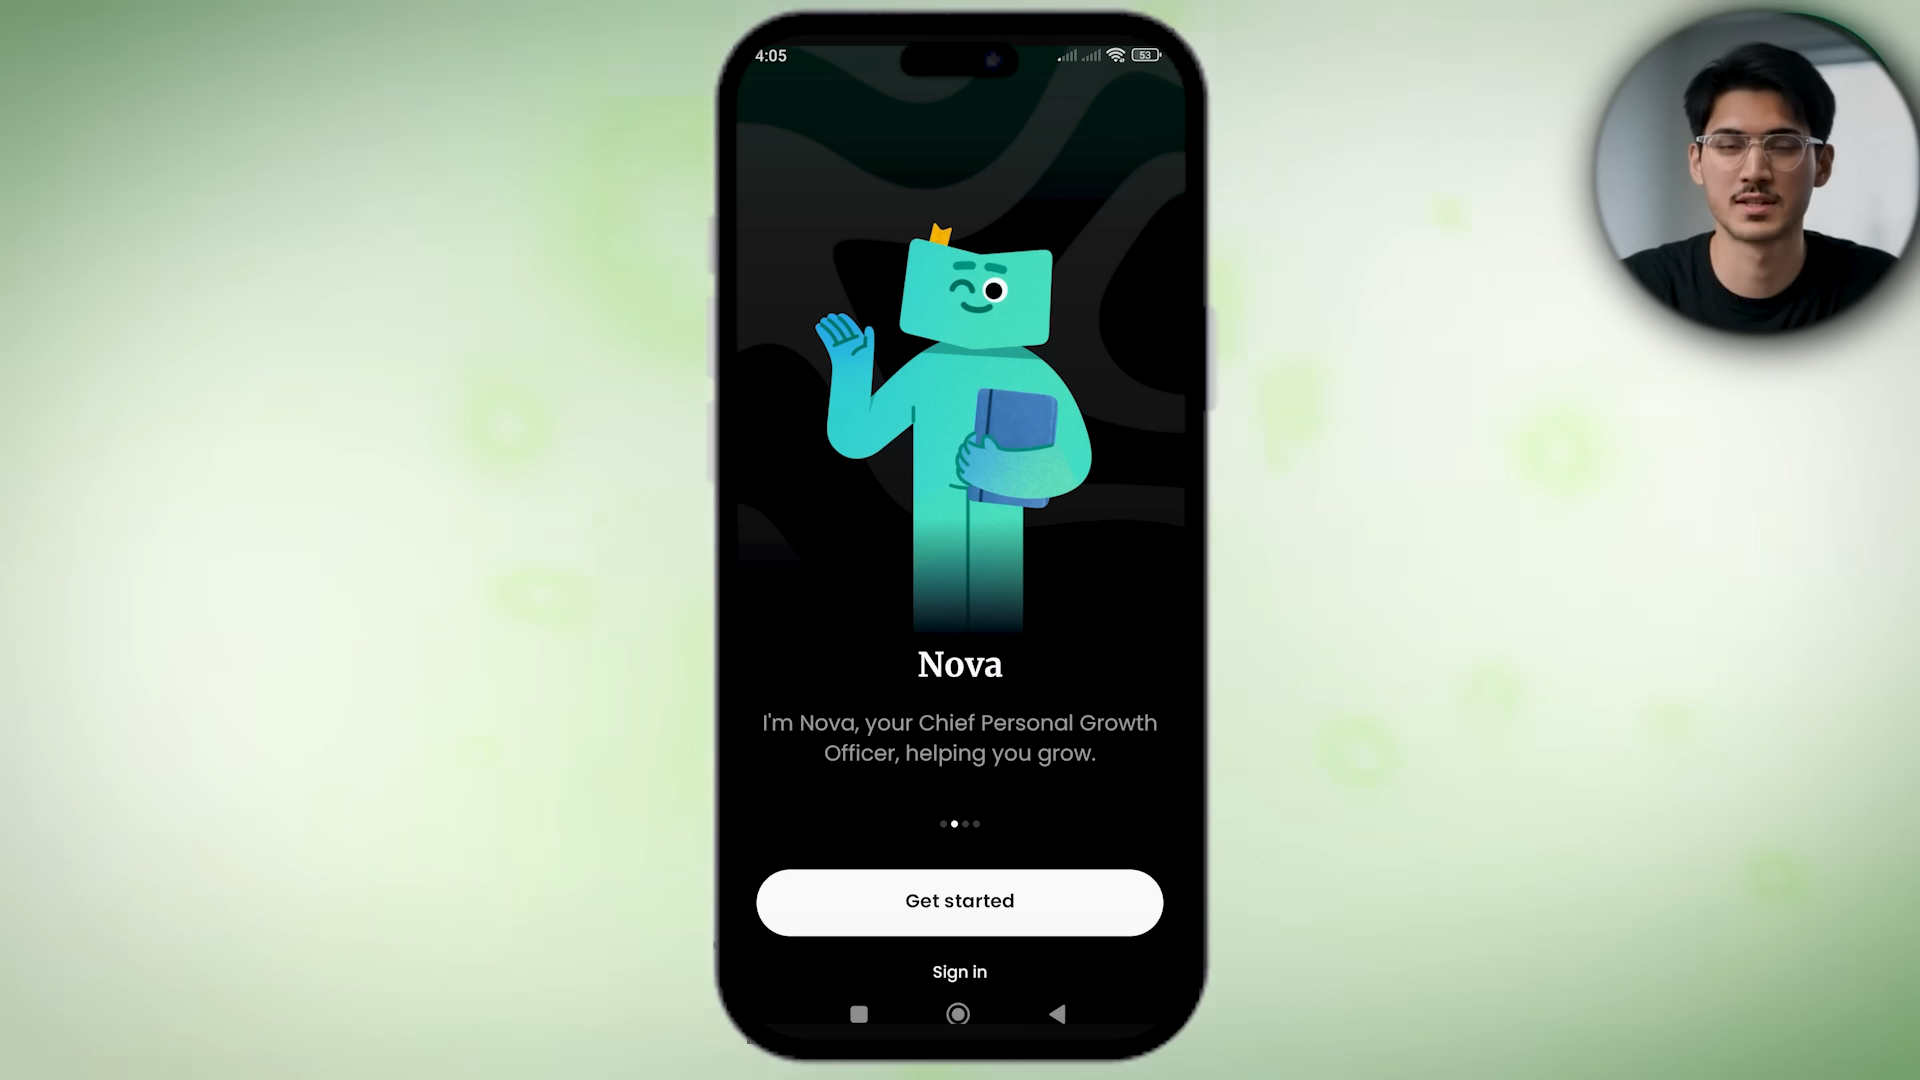 4:05
53
Nova
I'm Nova, your Chief Personal Growth
Officer, helping you grow.
Get started
Sign in